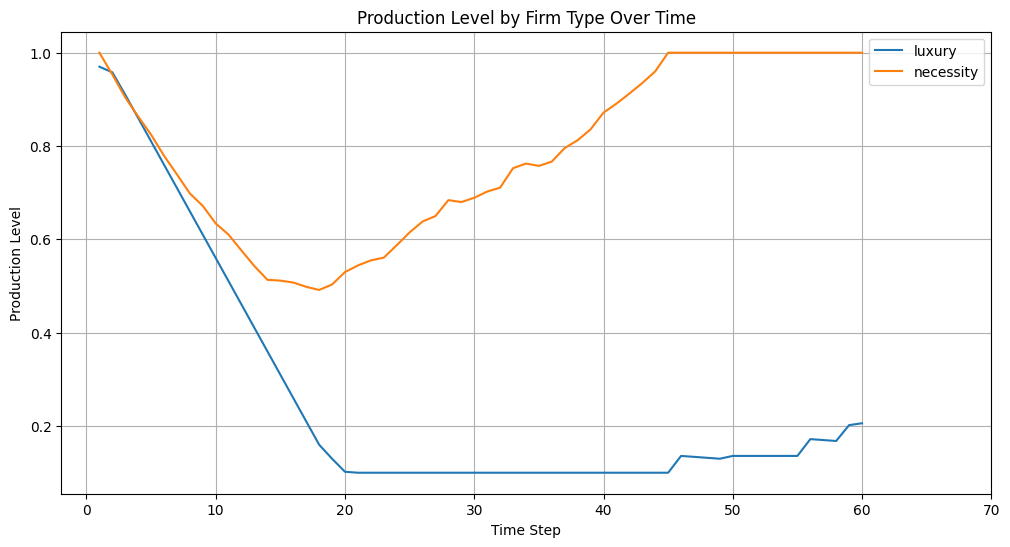 Production Level by Firm Type Over Time
luxury
necessity
Production Level
1.0
0.8
0.6
0.4
0.2
0 10 20 30 40 50 60 70
Time Step